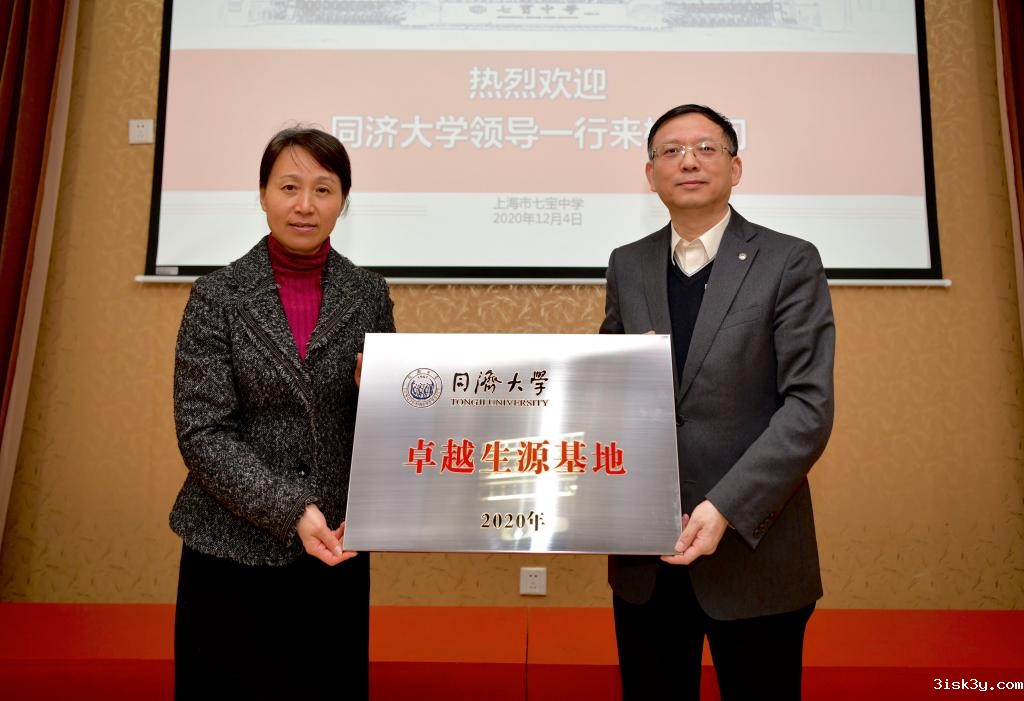 七宝中学
热烈欢迎
同济大学领导一行来
上海市七宝中学
2020年12月4日
同濟大学
TONGJI UNIVERSITY
卓越生源基地
2020年
3isk3y.com